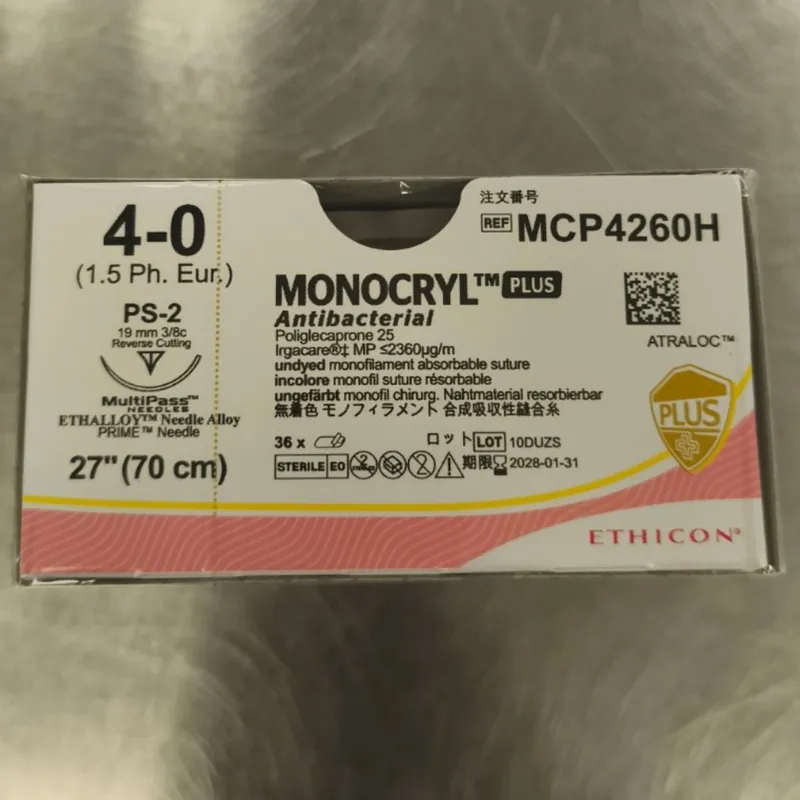 4-0
(1.5 Ph. Eur.)
PS-2
19 mm 3/8c
Reverse Cutting
MultiPass™
NEEDLES
ETHALLOY™ Needle Alloy
PRIME™ Needle
27" (70 cm)
注文番号
REF MCP4260H
MONOCRYL™ PLUS
Antibacterial
Poliglecaprone 25
Irgacare®‡ MP ≤2360µg/m
undyed monofilament absorbable suture
incolore monofil suture résorbable
ungefärbt monofil chirurg. Nahtmaterial resorbierbar
無着色 モノフィラメント 合成吸収性縫合糸
36 x
ロット LOT 10DUZS
STERILE EO 2 期限 2028-01-31
ATRALOC™
PLUS
ETHICON®